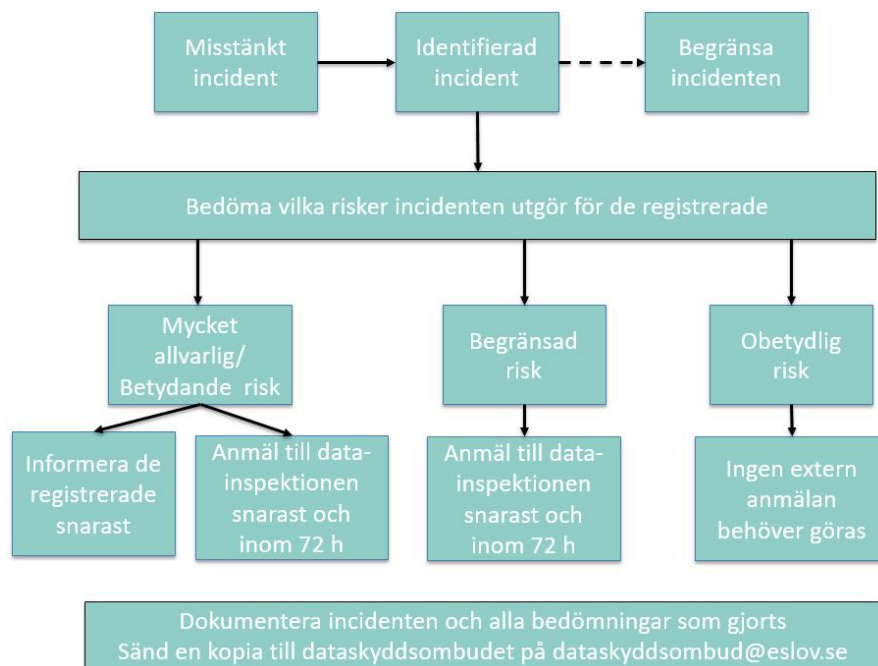 Misstänkt
incident
Identifierad
incident
Begränsa
incidenten
Bedöma vilka risker incidenten utgör för de registrerade
Mycket
allvarlig/
Betydande risk
Begränsad
risk
Obetydlig
risk
Informera de
registrerade
snarast
Anmäl till data-
inspektionen
snarast och
inom 72 h
Anmäl till data-
inspektionen
snarast och
inom 72 h
Ingen extern
anmälan
behöver göras
Dokumentera incidenten och alla bedömningar som gjorts
Sänd en kopia till dataskyddsombudet på dataskyddsombud@eslov.se